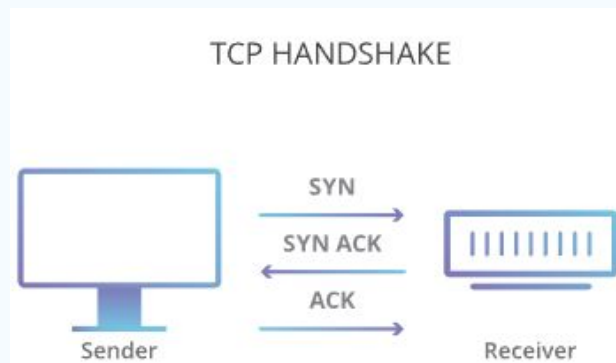 TCP HANDSHAKE
SYN
SYN ACK
ACK
Sender
Receiver